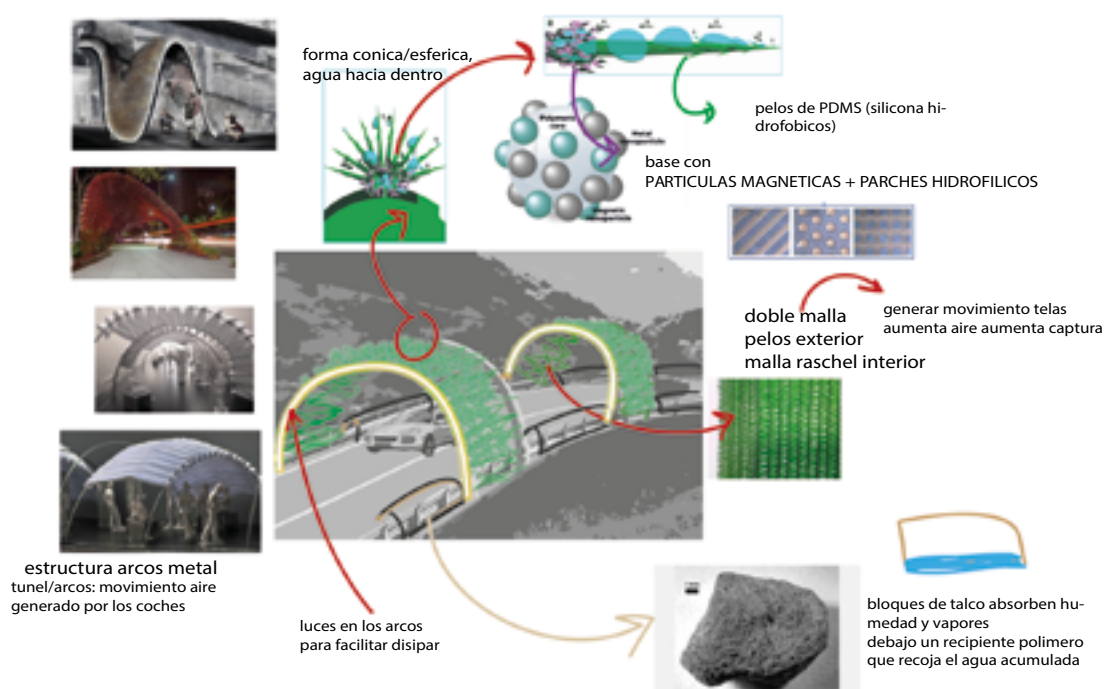 forma conica/esferica,
agua hacia dentro
pelos de PDMS (silicona hi-
drofobicos)
base con
PARTICULAS MAGNETICAS + PARCHES HIDROFILICOS
doble malla
pelos exterior
malla raschel interior
generar movimiento telas
aumenta aire aumenta captura
estructura arcos metal
tunel/arcos: movimiento aire
generado por los coches
luces en los arcos
para facilitar disipar
bloques de talco absorben hu-
medad y vapores
debajo un recipiente polimero
que recoja el agua acumulada